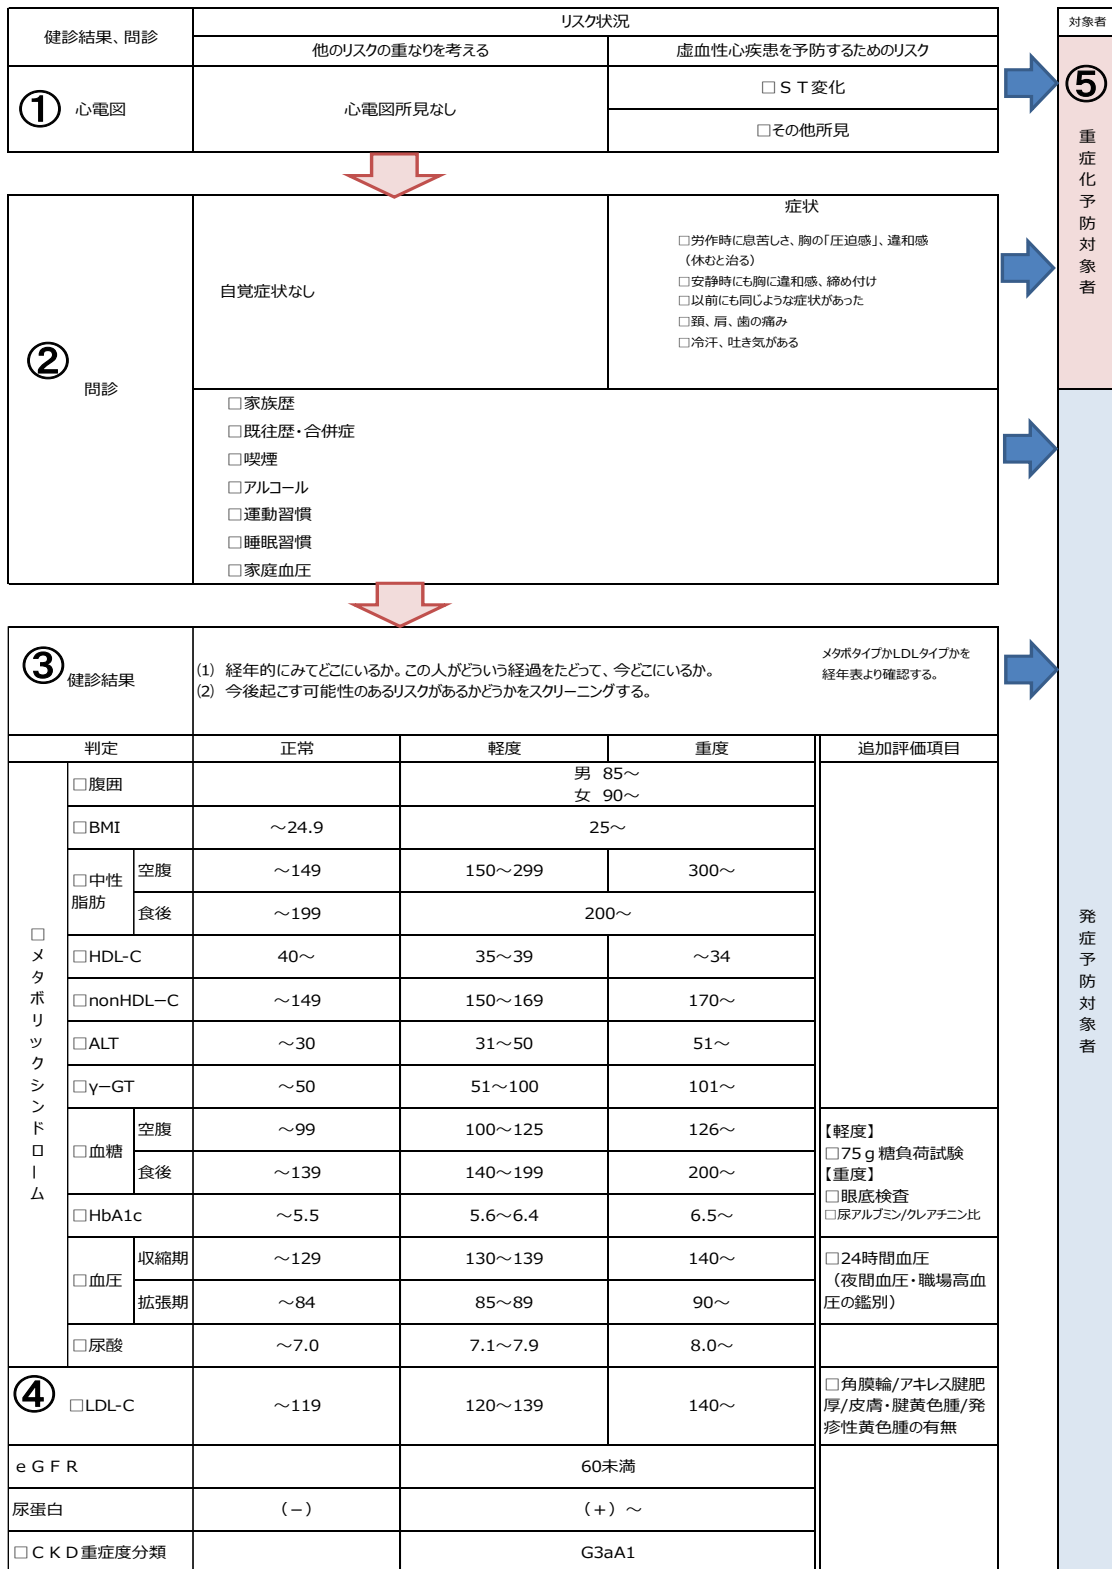 健診結果、問診
リスク状況
対象者
他のリスクの重なりを考える
虚血性心疾患を予防するためのリスク
① 心電図
心電図所見なし
□ＳＴ変化
□その他所見
⑤
重症化予防対象者
② 問診
自覚症状なし
症状
□労作時に息苦しさ、胸の「圧迫感」、違和感
（休むと治る）
□安静時にも胸に違和感、締め付け
□以前にも同じような症状があった
□頚、肩、歯の痛み
□冷汗、吐き気がある
□家族歴
□既往歴・合併症
□喫煙
□アルコール
□運動習慣
□睡眠習慣
□家庭血圧
③ 健診結果
⑴ 経年的にみてどこにいるか。この人がどういう経過をたどって、今どこにいるか。
⑵ 今後起こす可能性のあるリスクがあるかどうかをスクリーニングする。
メタボタイプかLDLタイプかを
経年表より確認する。
発症予防対象者
判定 正常 軽度 重度 追加評価項目
□メタボリックシンドローム
□腹囲 男 85～
女 90～
□BMI ～24.9 25～
□中性脂肪 空腹 ～149 150～299 300～
食後 ～199 200～
□HDL-C 40～ 35～39 ～34
□nonHDL－C ～149 150～169 170～
□ALT ～30 31～50 51～
□γ－GT ～50 51～100 101～
□血糖 空腹 ～99 100～125 126～
食後 ～139 140～199 200～
□HbA1c ～5.5 5.6～6.4 6.5～
【軽度】
□75ｇ糖負荷試験
【重度】
□眼底検査
□尿アルブミン/クレアチニン比
□血圧 収縮期 ～129 130～139 140～
拡張期 ～84 85～89 90～
□24時間血圧
（夜間血圧・職場高血
圧の鑑別）
□尿酸 ～7.0 7.1～7.9 8.0～
④ □LDL-C ～119 120～139 140～
□角膜輪/アキレス腱肥
厚/皮膚・腱黄色腫/発
疹性黄色腫の有無
ｅＧＦＲ 60未満
尿蛋白 （－） （+）～
□ＣＫＤ重症度分類 G3aA1